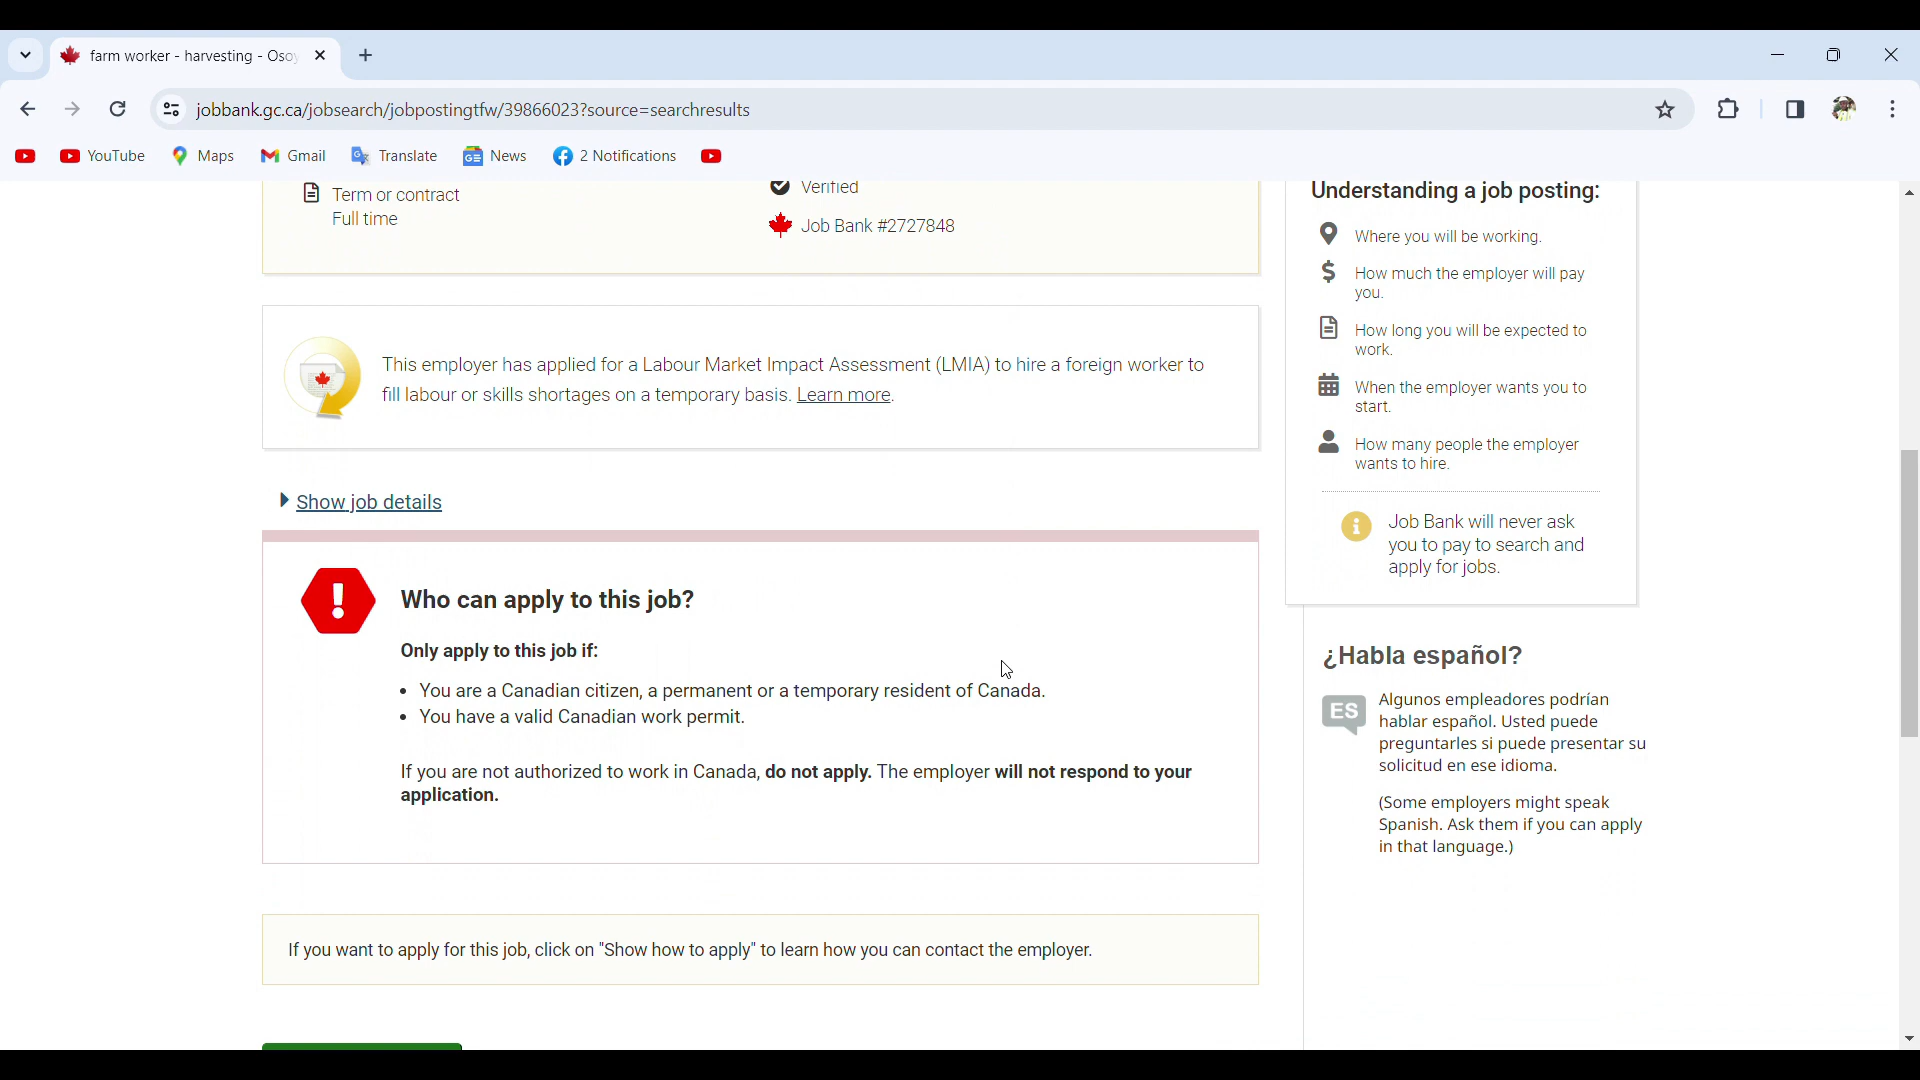 farm worker - harvesting - Oso
jobbank.gc.ca/jobsearch/jobpostingtfw/39866023?source=searchresults
YouTube
Maps
Gmail
Translate
News
2 Notifications
Term or contract
Full time
Verified
Job Bank #2727848
This employer has applied for a Labour Market Impact Assessment (LMIA) to hire a foreign worker to
fill labour or skills shortages on a temporary basis. Learn more.
Show job details
Who can apply to this job?
Only apply to this job if:
• You are a Canadian citizen, a permanent or a temporary resident of Canada.
• You have a valid Canadian work permit.
If you are not authorized to work in Canada, do not apply. The employer will not respond to your
application.
If you want to apply for this job, click on "Show how to apply" to learn how you can contact the employer.
Understanding a job posting:
Where you will be working.
$ How much the employer will pay
you.
How long you will be expected to
work.
When the employer wants you to
start.
How many people the employer
wants to hire.
Job Bank will never ask
you to pay to search and
apply for jobs.
¿Habla español?
ES
Algunos empleadores podrían
hablar español. Usted puede
preguntarles si puede presentar su
solicitud en ese idioma.
(Some employers might speak
Spanish. Ask them if you can apply
in that language.)